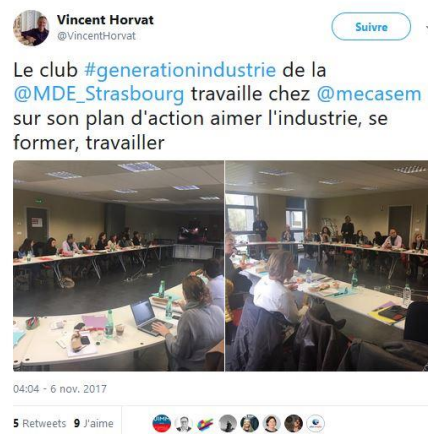 Vincent Horvat
@VincentHorvat
Suivre
Le club #generationindustrie de la
@MDE_Strasbourg travaille chez @mecasem
sur son plan d'action aimer l'industrie, se
former, travailler
04:04 - 6 nov. 2017
5 Retweets 9 J'aime